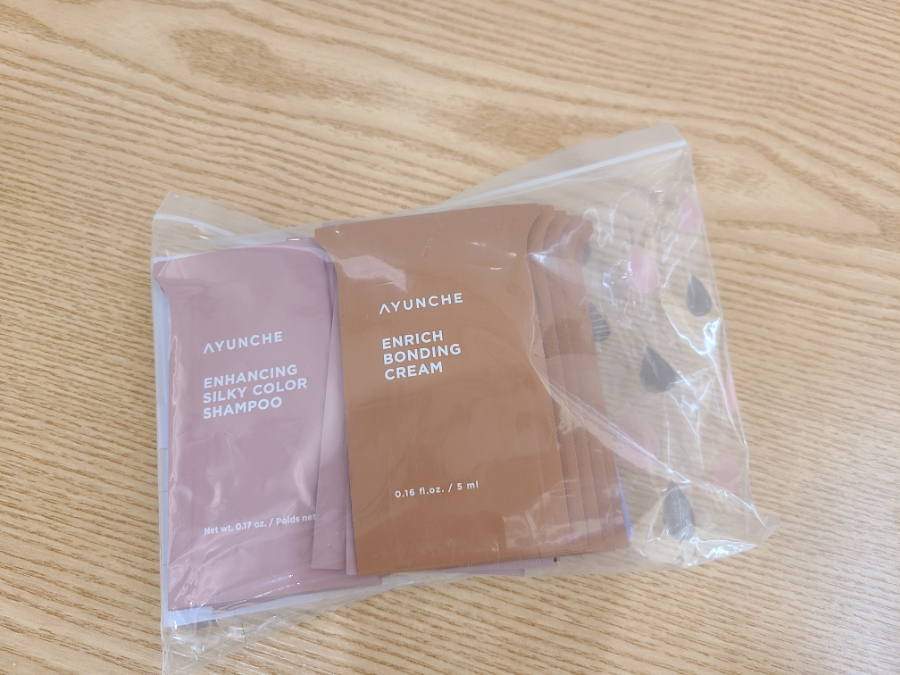 AYUNCHE
ENHANCING
SILKY COLOR
SHAMPOO
Net wt. 0.17 oz. / Poids net
AYUNCHE
ENRICH
BONDING
CREAM
0.16 fl.oz. / 5 ml